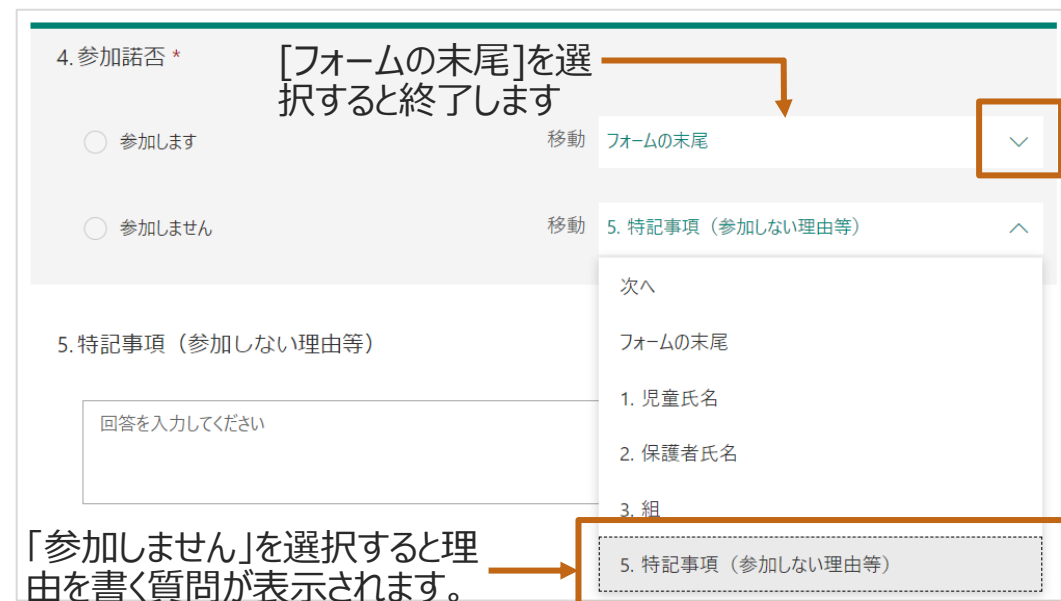 4. 参加諾否 *
[フォームの末尾]を選
択すると終了します
参加します
移動 フォームの末尾
参加しません
移動 5. 特記事項（参加しない理由等）
次へ
フォームの末尾
1. 児童氏名
2. 保護者氏名
3. 組
5. 特記事項（参加しない理由等）
5. 特記事項（参加しない理由等）
回答を入力してください
「参加しません」を選択すると理
由を書く質問が表示されます。